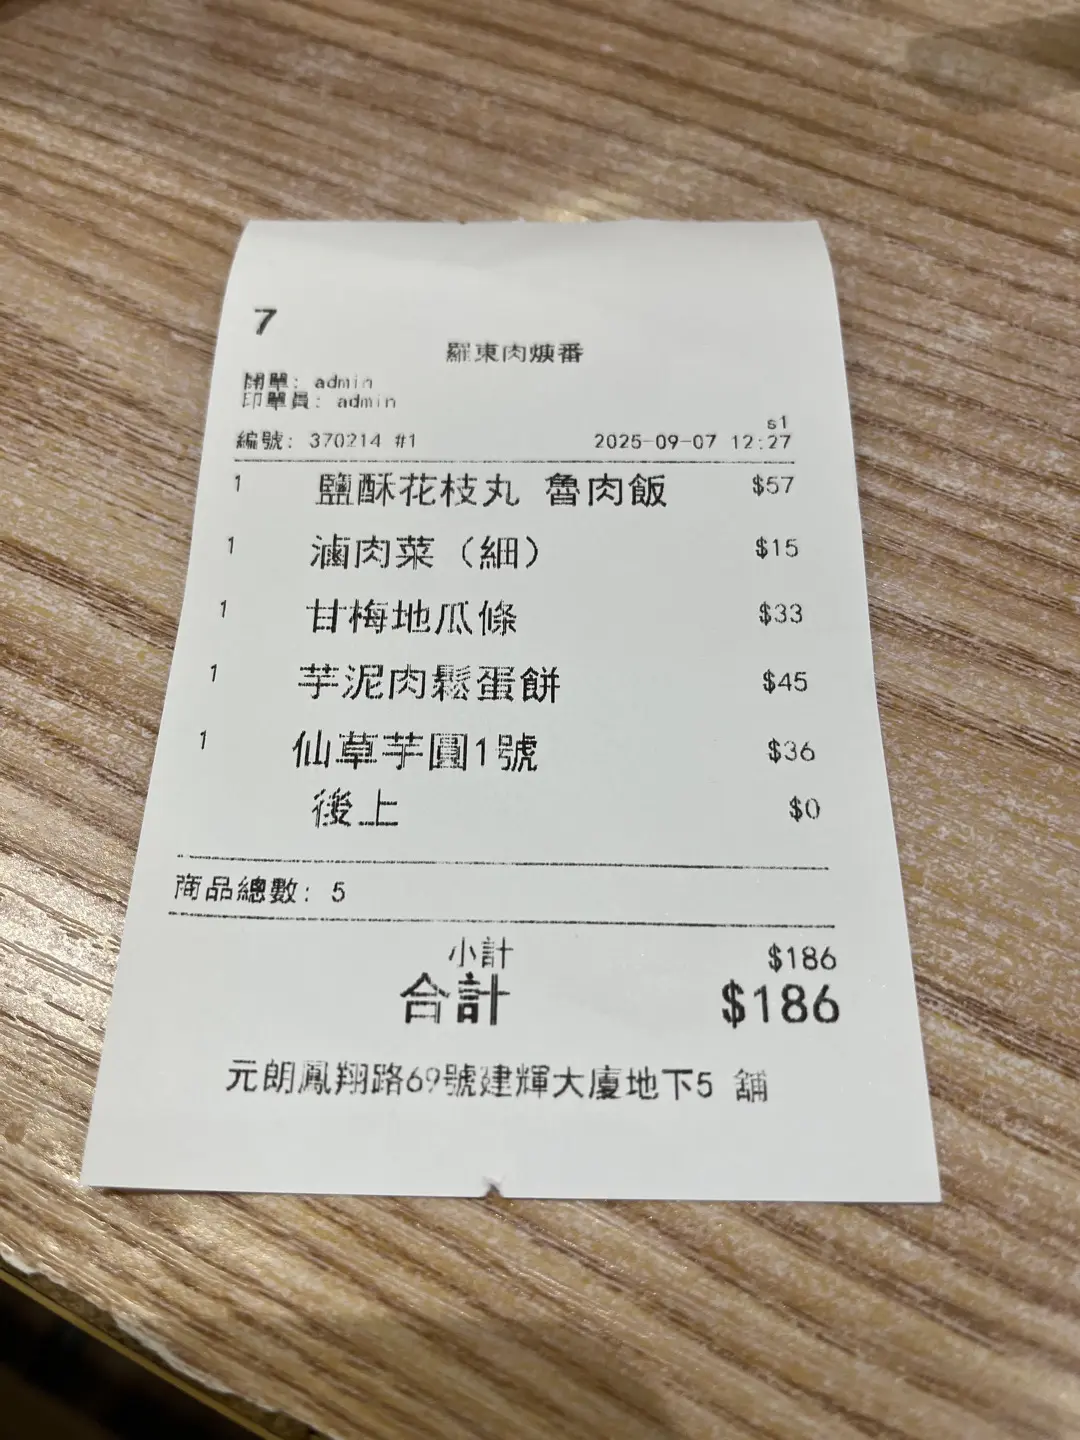 7
羅東肉焿番
開單: admin
印單員: admin
s1
編號: 370214 #1 2025-09-07 12:27
1 鹽酥花枝丸 魯肉飯 $57
1 滷肉菜（細） $15
1 甘梅地瓜條 $33
1 芋泥肉鬆蛋餅 $45
1 仙草芋圓1號 $36
後上 $0
商品總數: 5
小計 $186
合計 $186
元朗鳳翔路69號建輝大廈地下5 舖